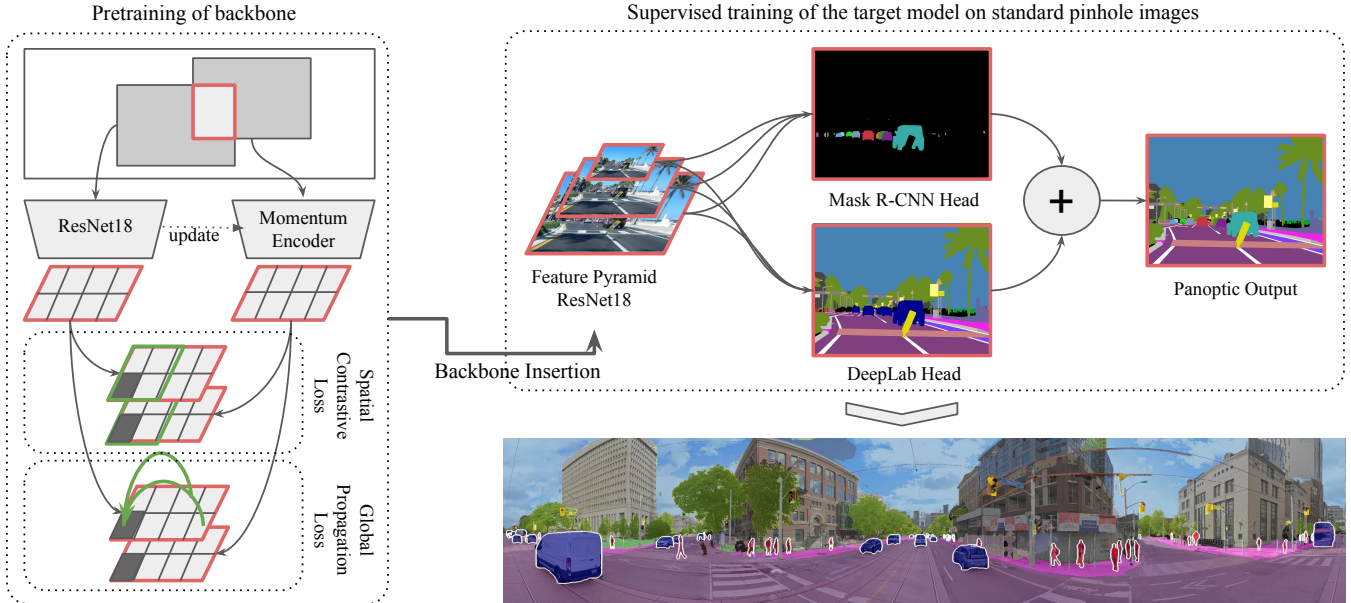 Pretraining of backbone
ResNet18
update
Momentum
Encoder
Spatial
Contrastive
Loss
Global
Propagation
Loss
Backbone Insertion
Supervised training of the target model on standard pinhole images
Feature Pyramid
ResNet18
Mask R-CNN Head
DeepLab Head
+
Panoptic Output